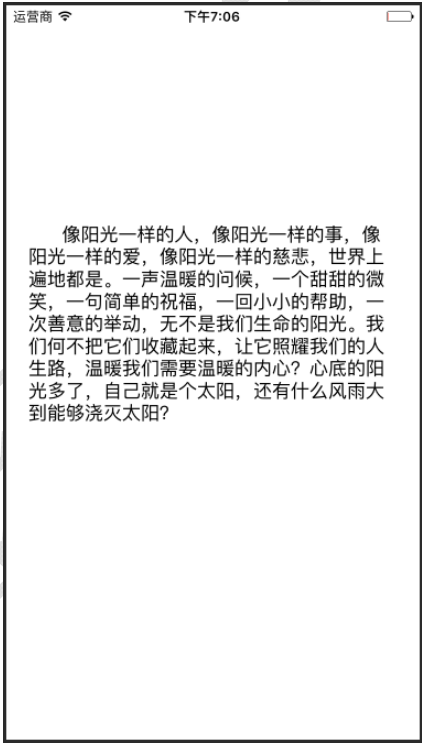 运营商 下午7:06
像阳光一样的人，像阳光一样的事，像
阳光一样的爱，像阳光一样的慈悲，世界上
遍地都是。一声温暖的问候，一个甜甜的微
笑，一句简单的祝福，一回小小的帮助，一
次善意的举动，无不是我们生命的阳光。我
们何不把它们收藏起来，让它照耀我们的人
生路，温暖我们需要温暖的内心？心底的阳
光多了，自己就是个太阳，还有什么风雨大
到能够浇灭太阳？